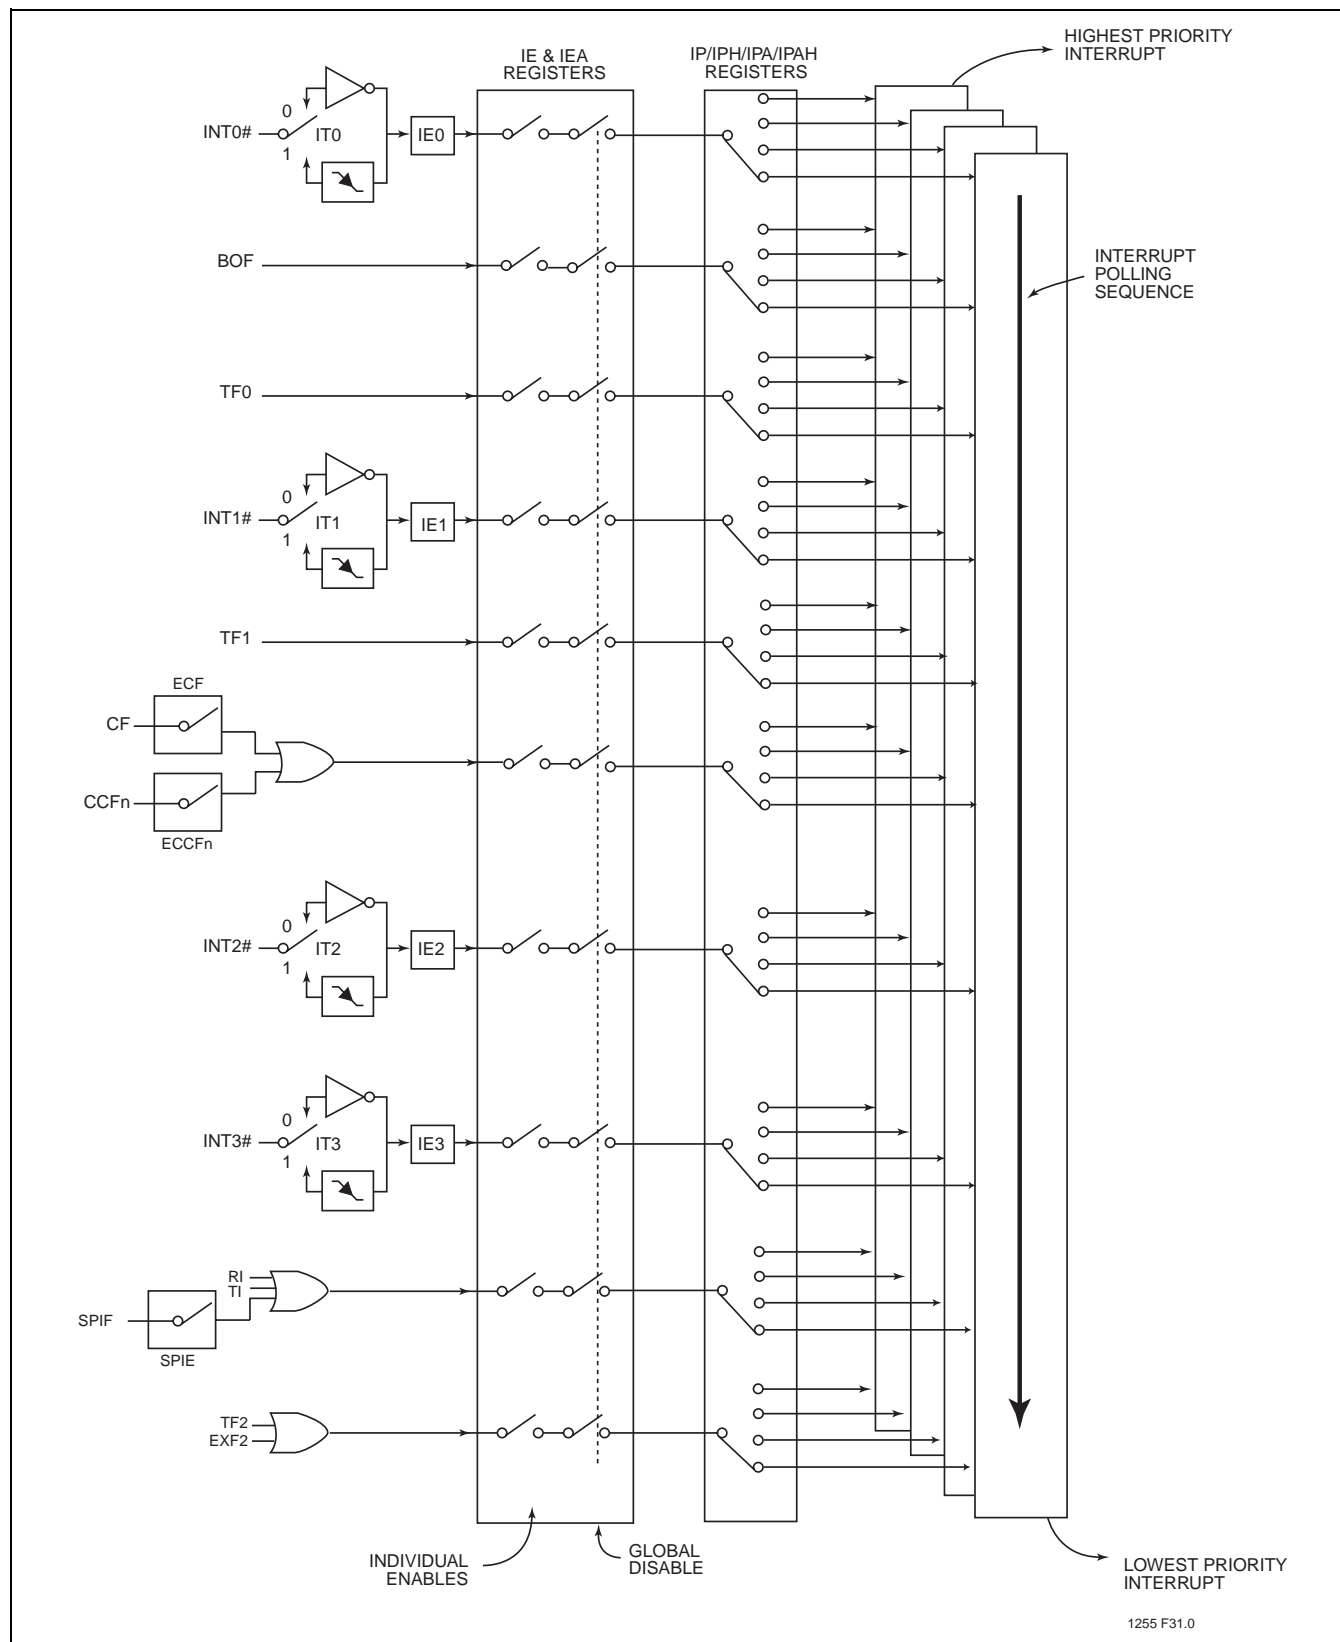 HIGHEST PRIORITY
INTERRUPT
IE & IEA
REGISTERS
IP/IPH/IPA/IPAH
REGISTERS
0
INT0#
IT0
IE0
1
BOF
INTERRUPT
POLLING
SEQUENCE
TF0
0
INT1#
IT1
IE1
1
TF1
ECF
CF
CCFn
ECCFn
0
INT2#
IT2
IE2
1
0
INT3#
IT3
IE3
1
RI
TI
SPIF
SPIE
TF2
EXF2
INDIVIDUAL
ENABLES
GLOBAL
DISABLE
LOWEST PRIORITY
INTERRUPT
1255 F31.0